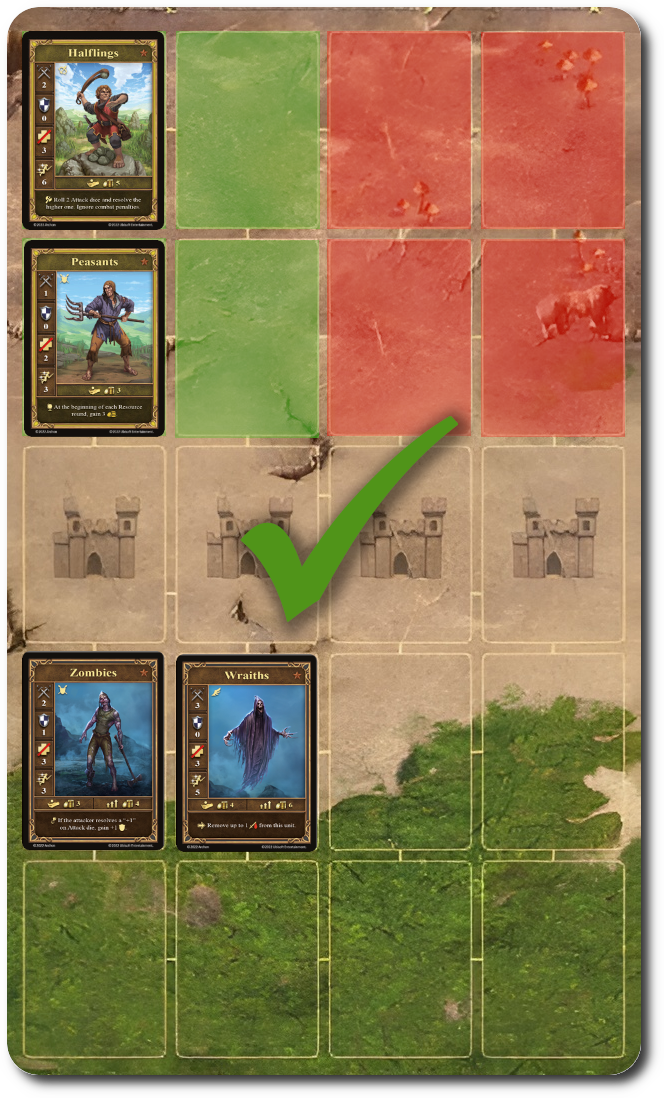 Halflings
2
0
3
6
5
Roll 2 Attack dice and resolve the
higher one. Ignore combat penalties.
Peasants
1
0
2
3
3
At the beginning of each Resource
round, gain 3
Zombies
2
1
3
3
3 4
If the attacker resolves a "+1"
on Attack die, gain +1
Wraiths
3
0
3
5
4 6
Remove up to 1 from this unit.